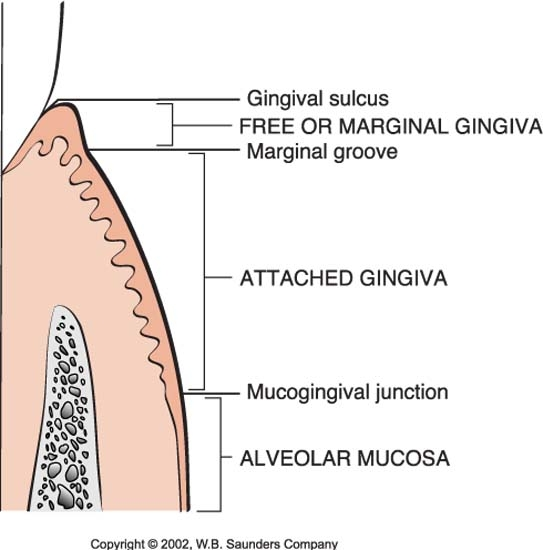 Gingival sulcus
FREE OR MARGINAL GINGIVA
Marginal groove
ATTACHED GINGIVA
Mucogingival junction
ALVEOLAR MUCOSA
Copyright © 2002, W.B. Saunders Company